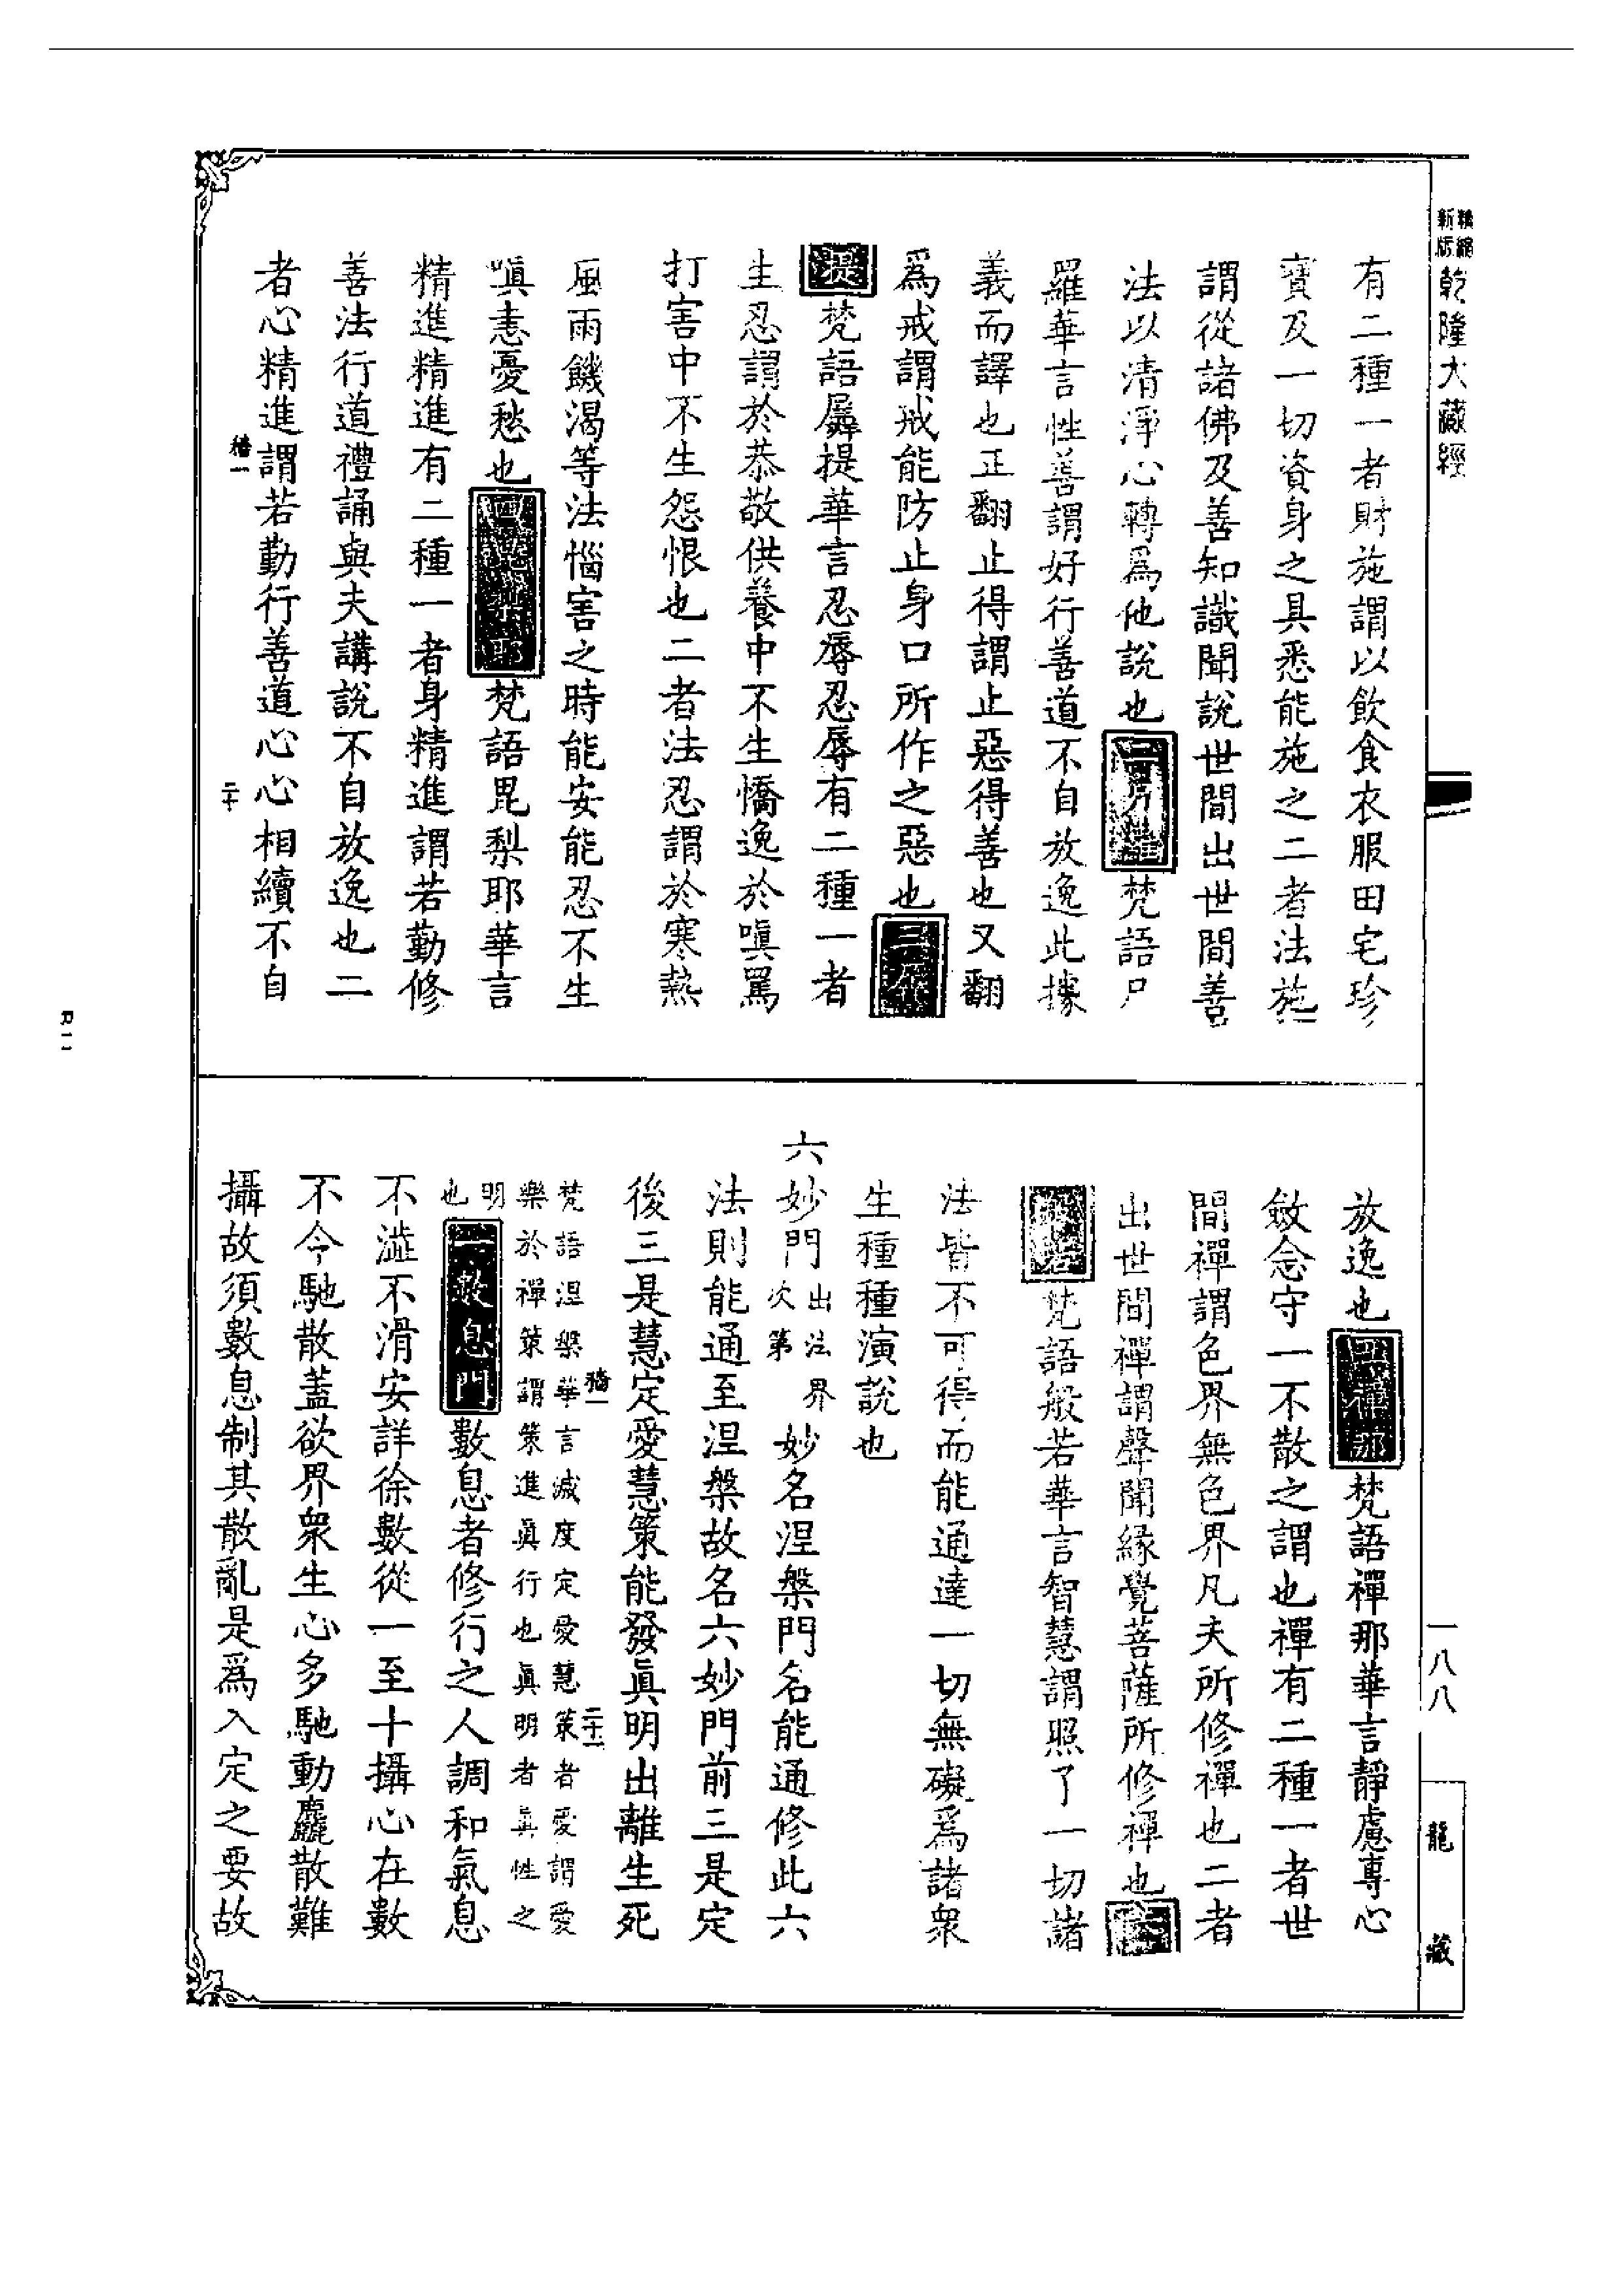 新版
精縮
乾隆大藏經
有二種一者財施謂以飲食衣服田宅珍
寶及一切資身之具悉能施之二者法施
謂從諸佛及善知識聞說世間出世間善
法以清淨心轉爲他說也 梵語尸
羅華言性善謂好行善道不自放逸此據
義而譯也正翻止得謂止惡得善也又翻
爲戒謂戒能防止身口所作之惡也三羼
提梵語羼提華言忍辱忍辱有二種一者
生忍謂於恭敬供養中不生憍逸於嗔罵
打害中不生怨恨也二者法忍謂於寒熱
風雨饑渴等法惱害之時能安能忍不生
嗔恚憂愁也四毘梨耶梵語毘梨耶華言
精進精進有二種一者身精進謂若勤修
善法行道禮誦與夫講說不自放逸也二
者心精進謂若勤行善道心心相續不自
一八八
龍藏
放逸也五禪那梵語禪那華言靜慮專心
斂念守一不散之謂也禪有二種一者世
間禪謂色界無色界凡夫所修禪也二者
出世間禪謂聲聞緣覺菩薩所修禪也
梵語般若華言智慧謂照了一切諸
法皆不可得而能通達一切無礙爲諸衆
生種種演說也
六妙門出法界次第 妙名涅槃門名能通修此六
法則能通至涅槃故名六妙門前三是定
後三是慧定愛慧策能發眞明出離生死
梵語涅槃華言滅度定愛慧策者愛謂愛
樂於禪策謂策進眞行也眞明者眞性之
明也一數息門數息者修行之人調和氣息
不澁不滑安詳徐數從一至十攝心在數
不令馳散蓋欲界衆生心多馳動麤散難
攝故須數息制其散亂是爲入定之要故